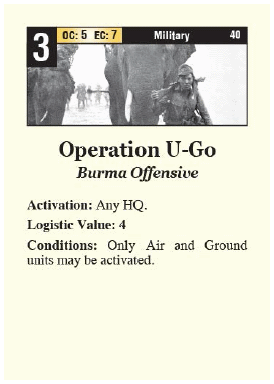 3 OC: 5 EC: 7 Military 40
Operation U-Go
Burma Offensive
Activation: Any HQ.
Logistic Value: 4
Conditions: Only Air and Ground
units may be activated.